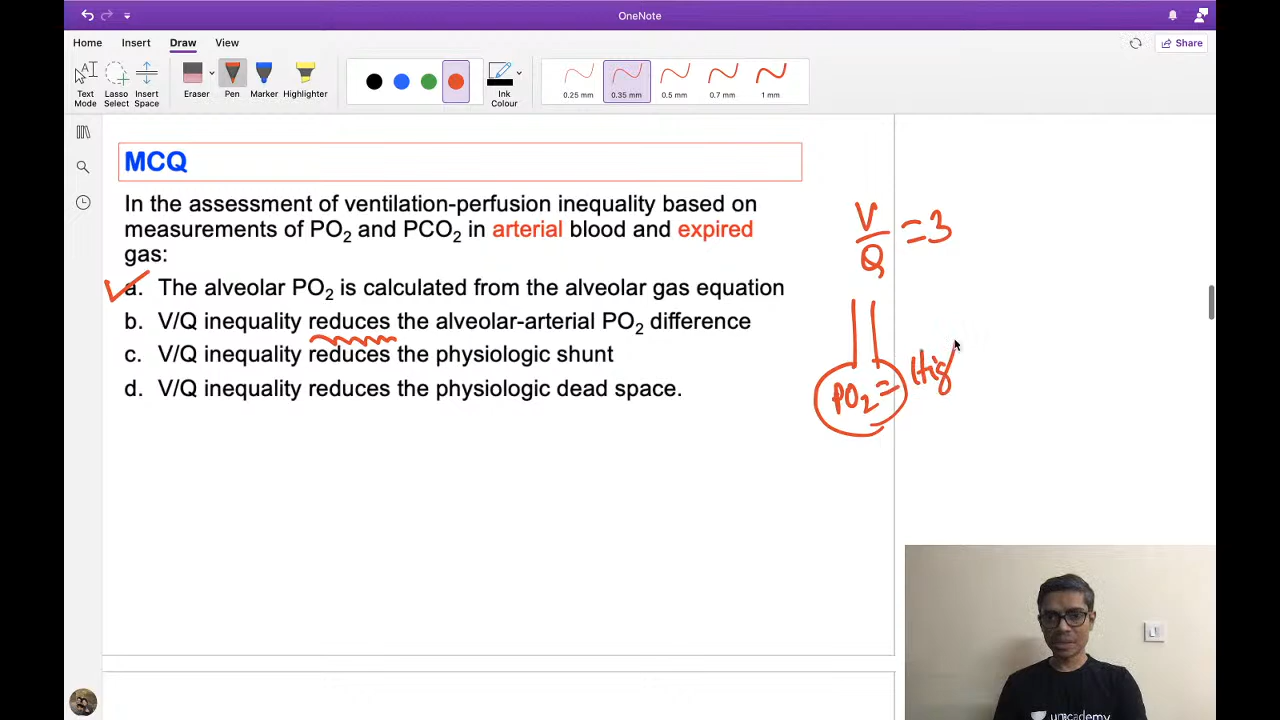 OneNote
Home Insert Draw View
Share
Text Mode
Lasso Select
Insert Space
Eraser
Pen
Marker
Highlighter
Ink Colour
0.25 mm 0.35 mm 0.5 mm 0.7 mm 1 mm
MCQ
In the assessment of ventilation-perfusion inequality based on
measurements of PO2 and PCO2 in arterial blood and expired
gas:
a. The alveolar PO2 is calculated from the alveolar gas equation
b. V/Q inequality reduces the alveolar-arterial PO2 difference
c. V/Q inequality reduces the physiologic shunt
d. V/Q inequality reduces the physiologic dead space.
V/Q = 3
PO2 = Hig
unacademy